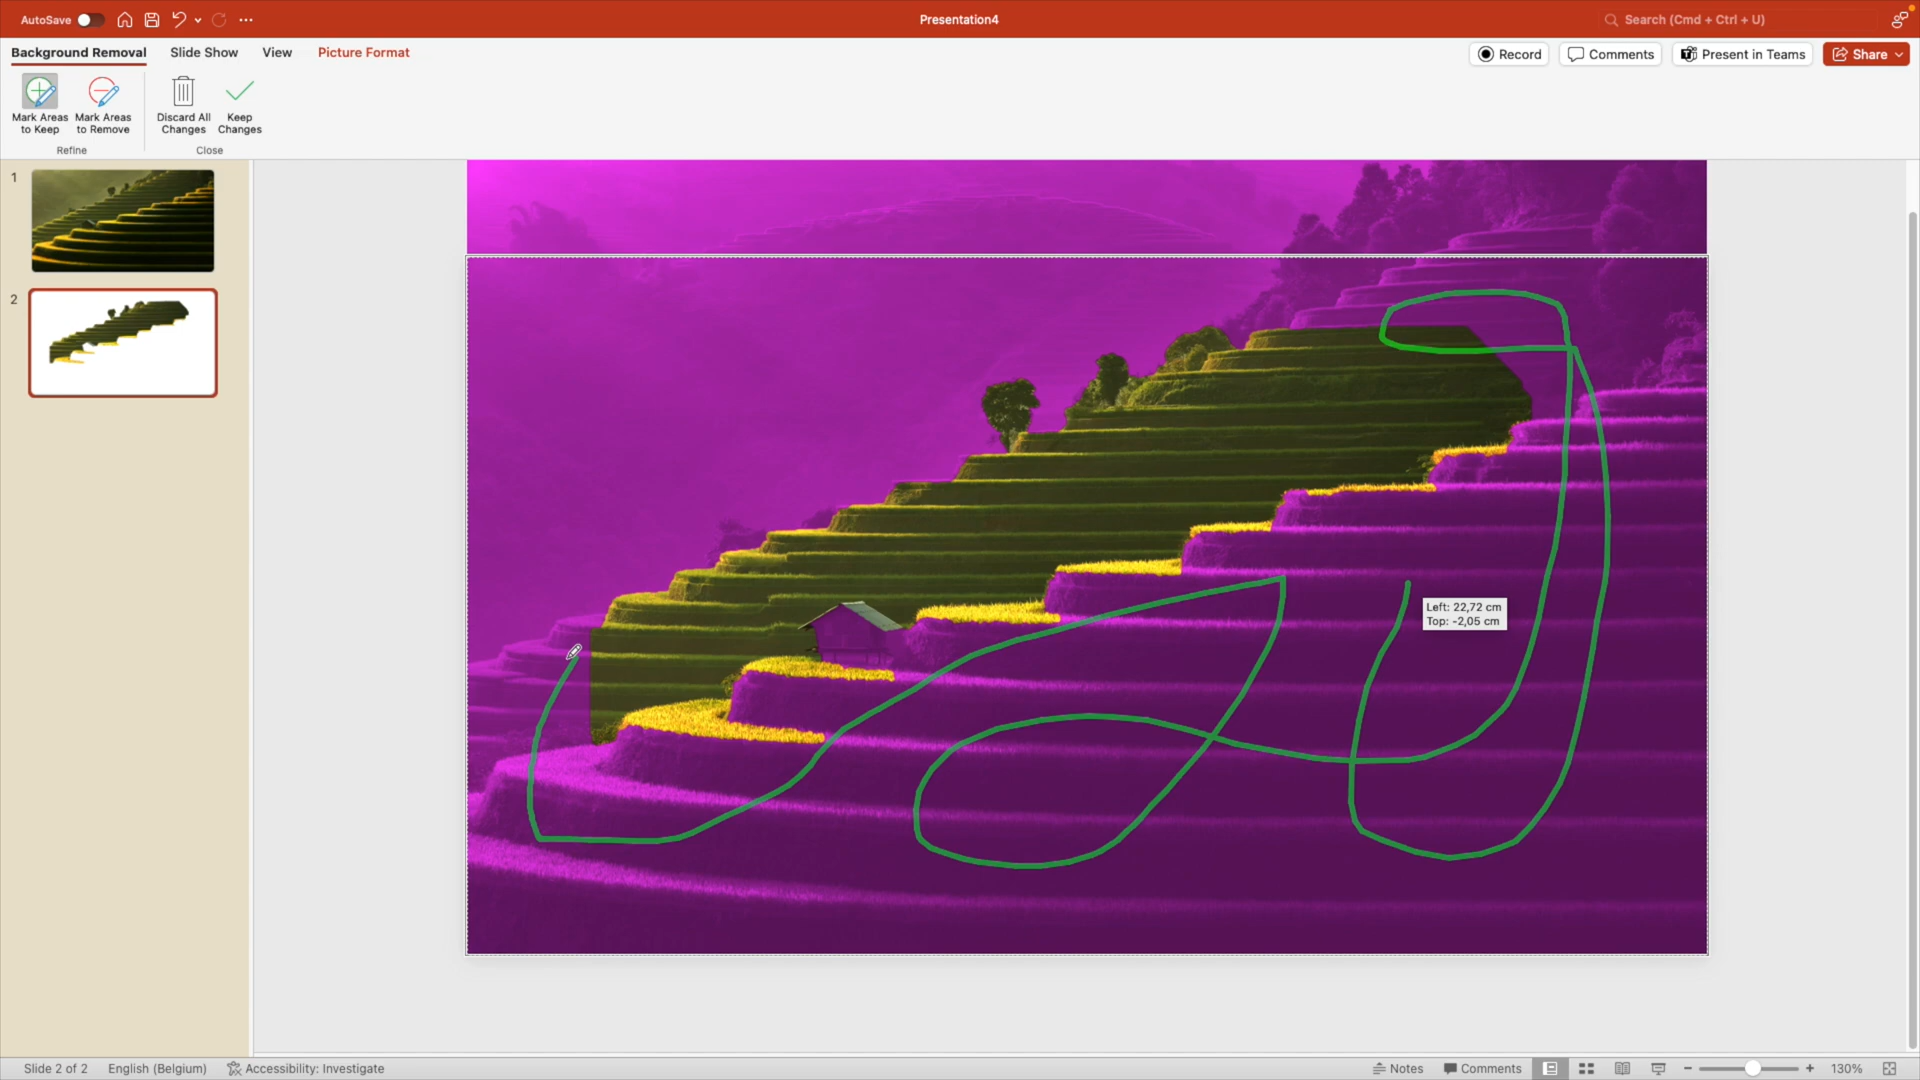 AutoSave
Presentation4
Search (Cmd + Ctrl + U)
Background Removal
Slide Show
View
Picture Format
Record
Comments
Present in Teams
Share
Mark Areas
to Keep
Mark Areas
to Remove
Discard All
Changes
Keep
Changes
Refine
Close
1
2
Left: 22,72 cm
Top: -2,05 cm
Slide 2 of 2
English (Belgium)
Accessibility: Investigate
Notes
Comments
130%